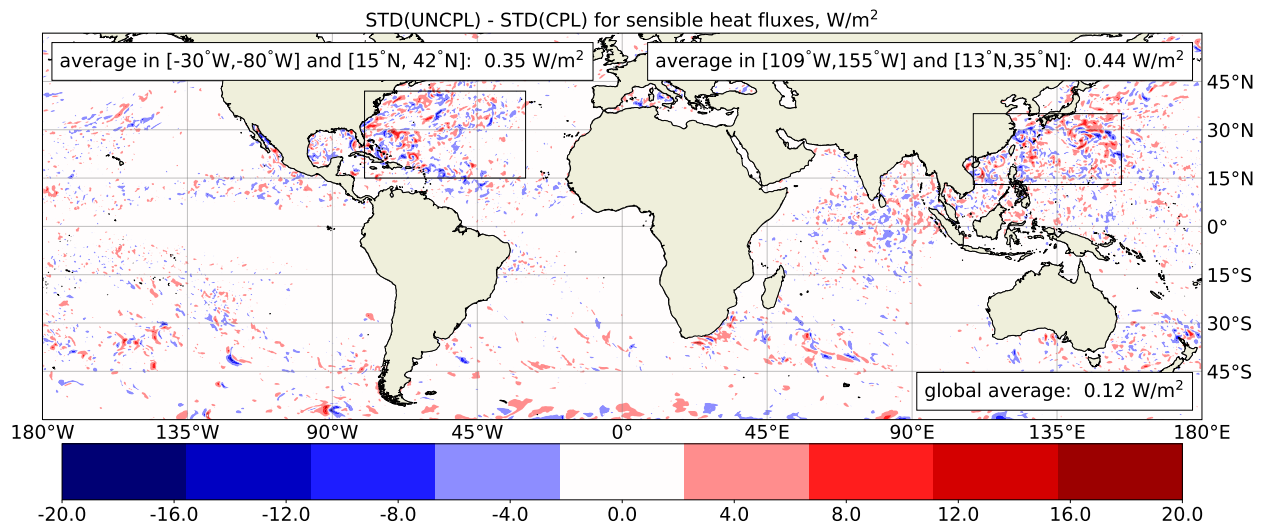 STD(UNCPL) - STD(CPL) for sensible heat fluxes, W/m²
average in [-30°W,-80°W] and [15°N, 42°N]: 0.35 W/m²
average in [109°W,155°W] and [13°N,35°N]: 0.44 W/m²
45°N
30°N
15°N
0°
15°S
30°S
45°S
global average: 0.12 W/m²
180°W 135°W 90°W 45°W 0° 45°E 90°E 135°E 180°E
-20.0 -16.0 -12.0 -8.0 -4.0 0.0 4.0 8.0 12.0 16.0 20.0